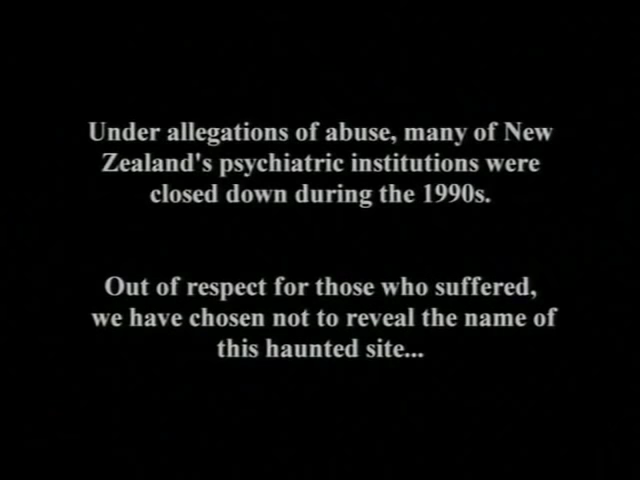 Under allegations of abuse, many of New
Zealand's psychiatric institutions were
closed down during the 1990s.
Out of respect for those who suffered,
we have chosen not to reveal the name of
this haunted site...